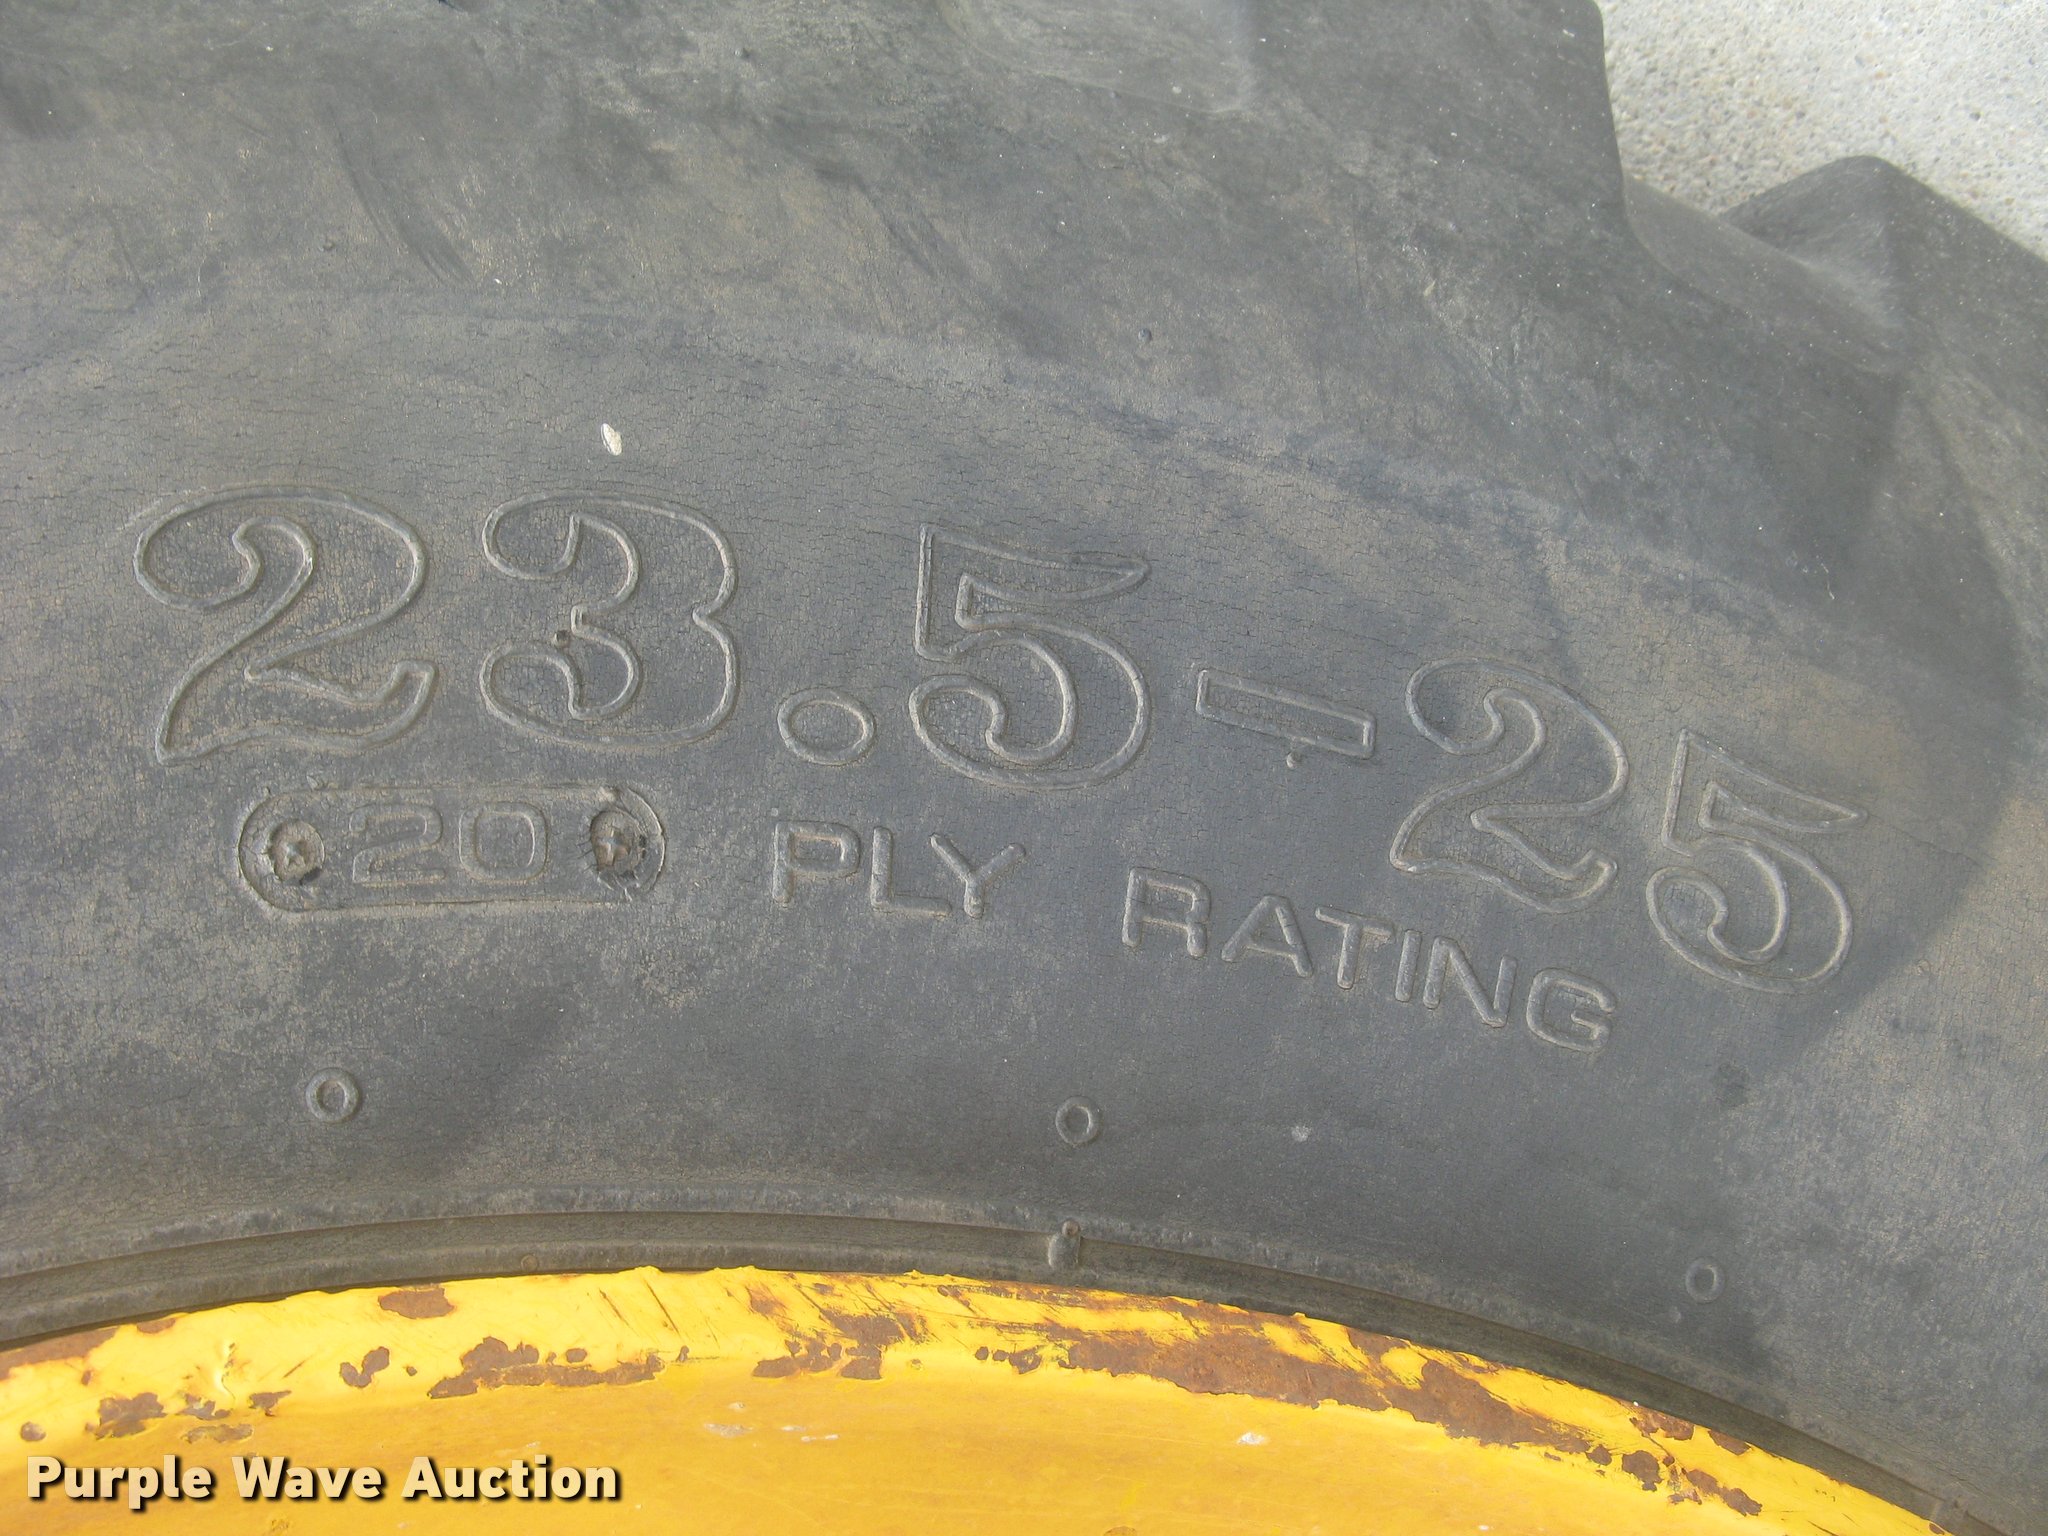 23.5-25
20 PLY RATING
Purple Wave Auction